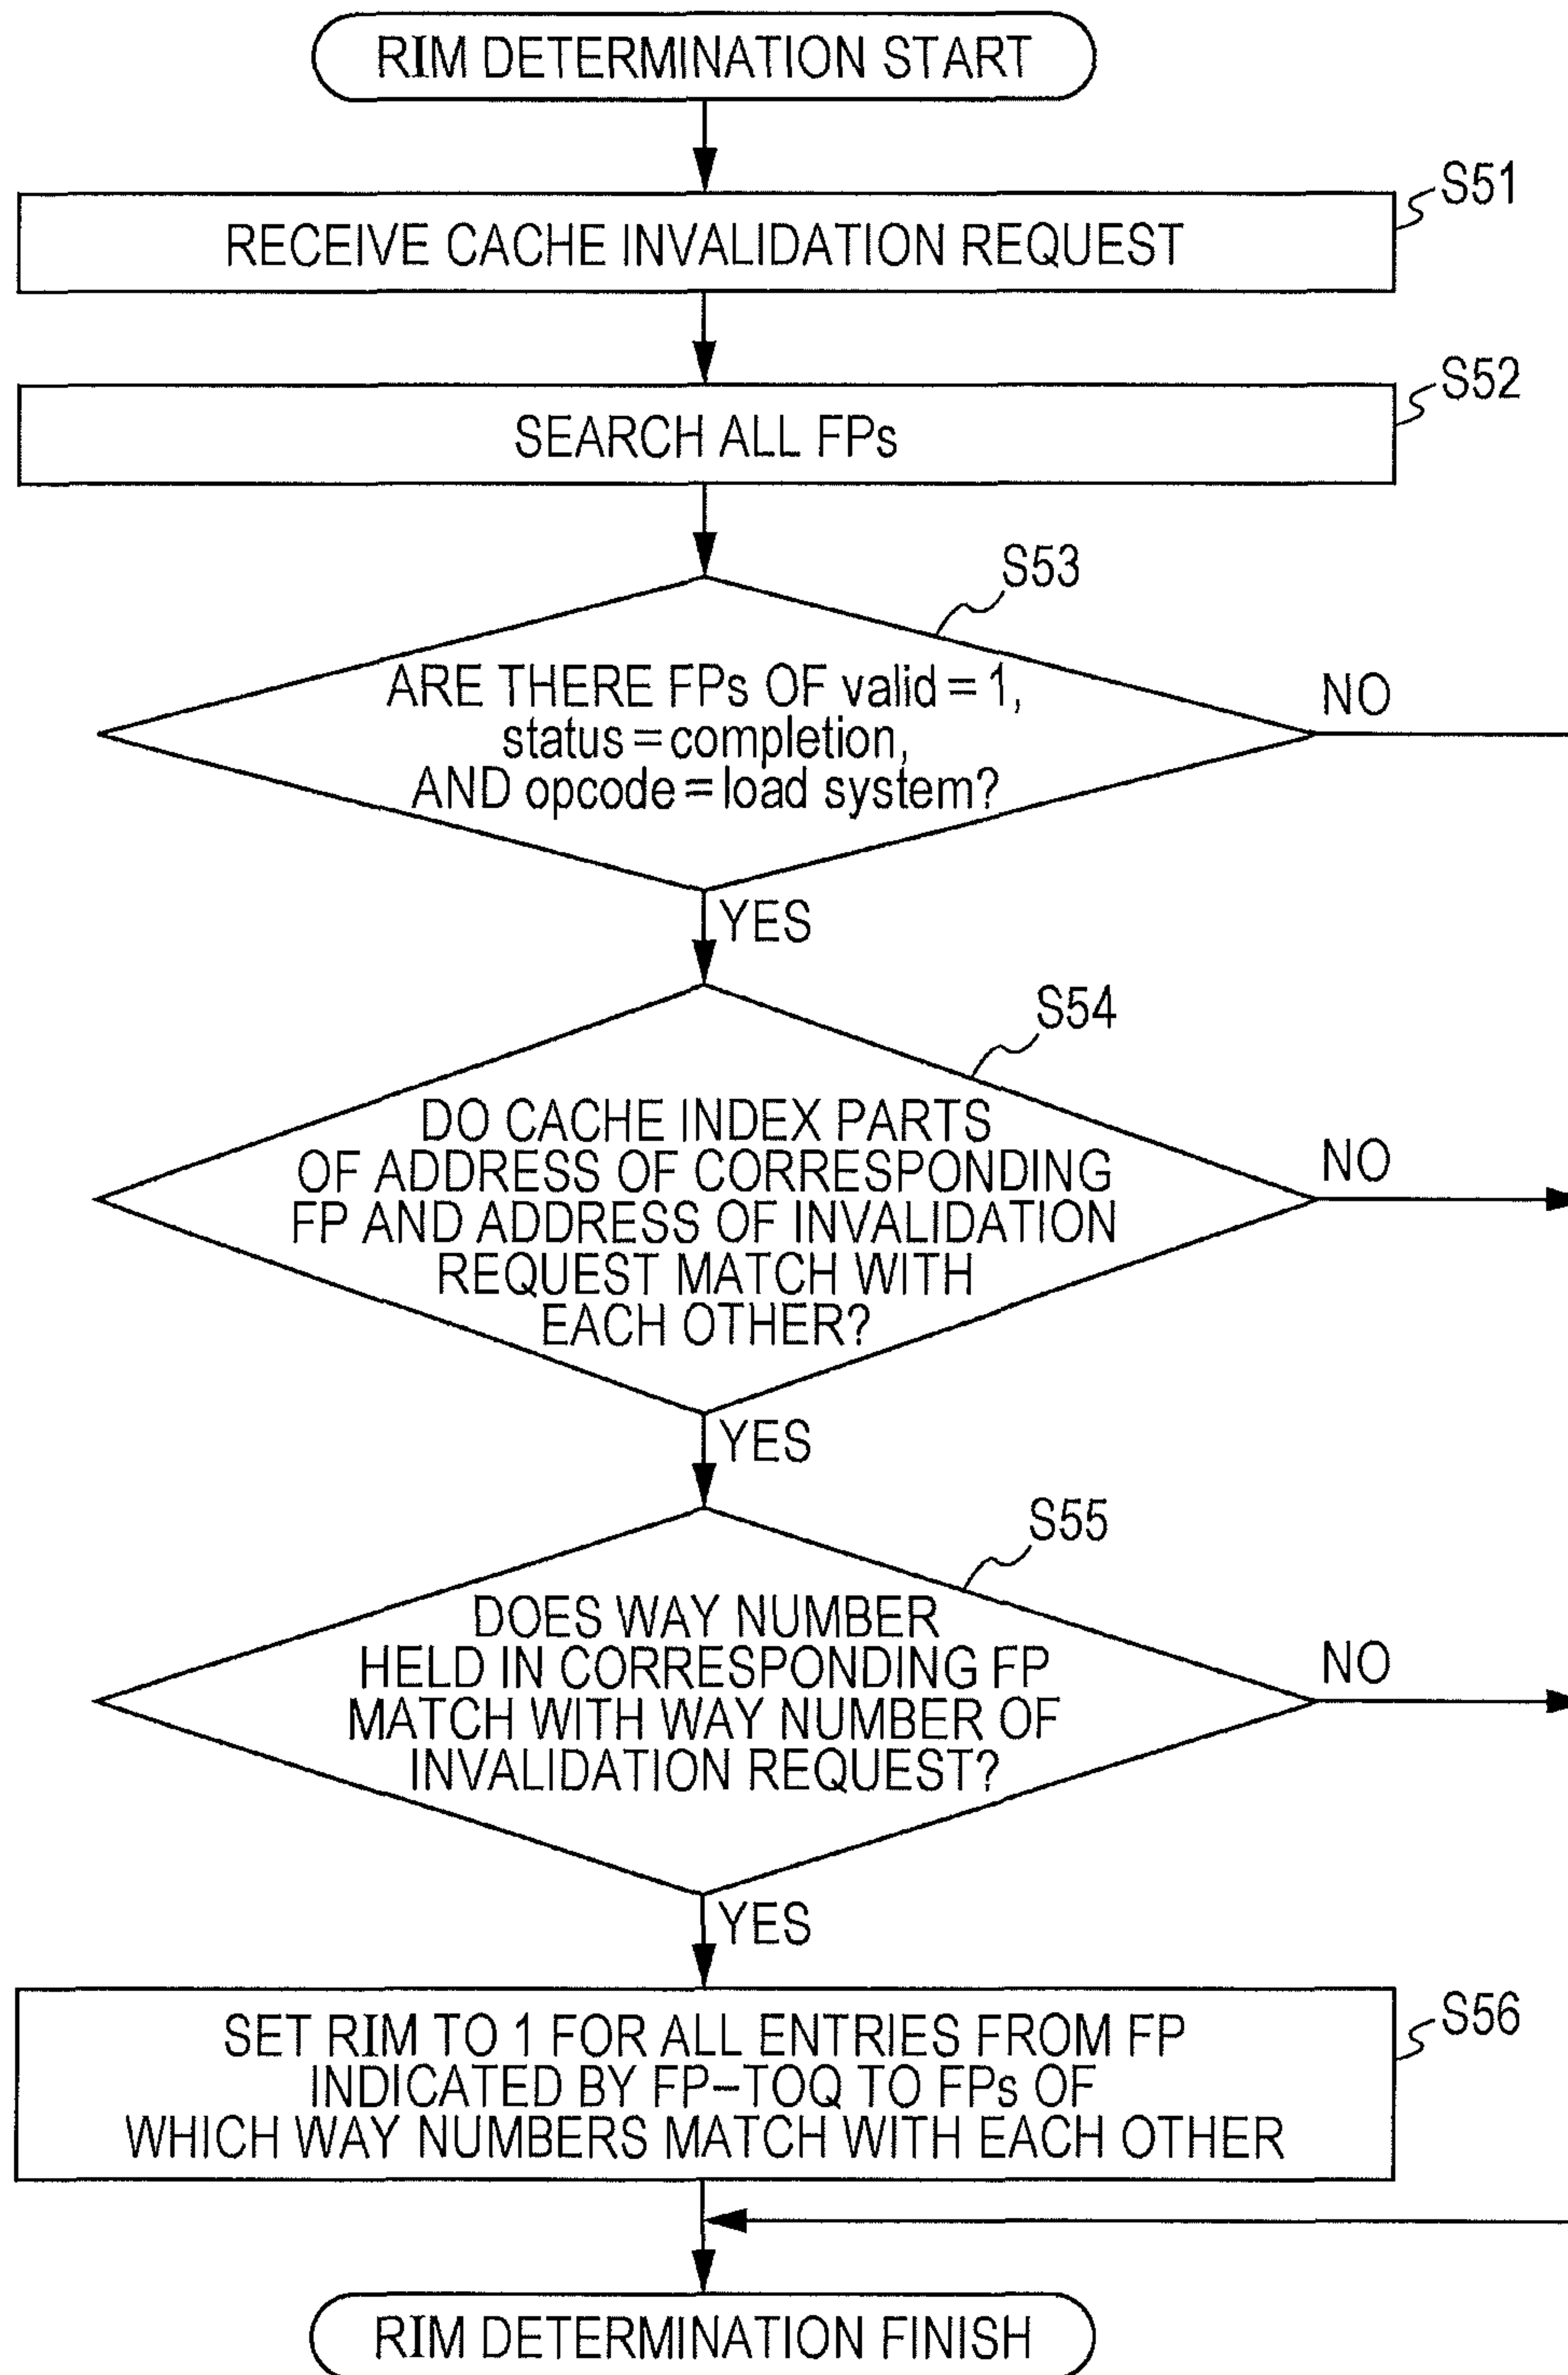 RIM DETERMINATION START
S51
RECEIVE CACHE INVALIDATION REQUEST
S52
SEARCH ALL FPs
S53
ARE THERE FPs OF valid = 1,
status = completion,
AND opcode = load system?
NO
YES
S54
DO CACHE INDEX PARTS
OF ADDRESS OF CORRESPONDING
FP AND ADDRESS OF INVALIDATION
REQUEST MATCH WITH
EACH OTHER?
NO
YES
S55
DOES WAY NUMBER
HELD IN CORRESPONDING FP
MATCH WITH WAY NUMBER OF
INVALIDATION REQUEST?
NO
YES
S56
SET RIM TO 1 FOR ALL ENTRIES FROM FP
INDICATED BY FP-TOQ TO FPs OF
WHICH WAY NUMBERS MATCH WITH EACH OTHER
RIM DETERMINATION FINISH